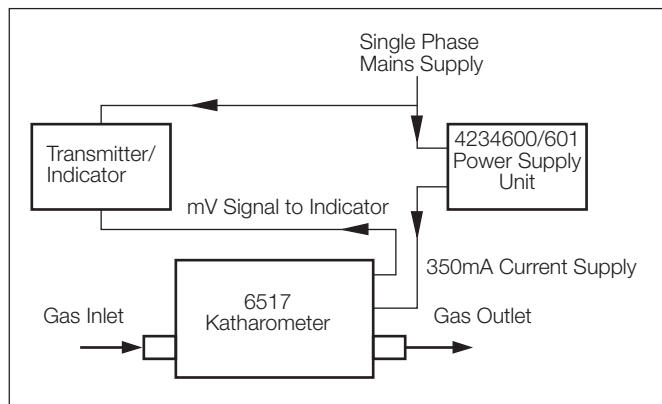 Single Phase
Mains Supply
4234600/601
Power Supply
Unit
Transmitter/
Indicator
mV Signal to Indicator
350mA Current Supply
6517
Katharometer
Gas Inlet
Gas Outlet